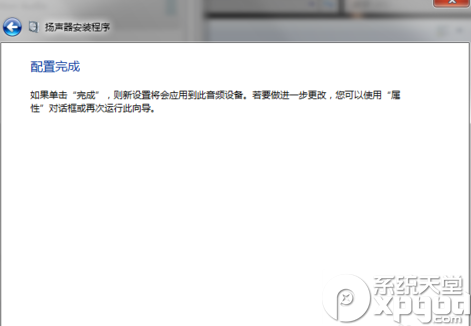 扬声器安装程序
配置完成
如果单击“完成”，则新设置将会应用到此音频设备。若要做进一步更改，您可以使用“属
性”对话框或再次运行此向导。
系统天堂
xpgod